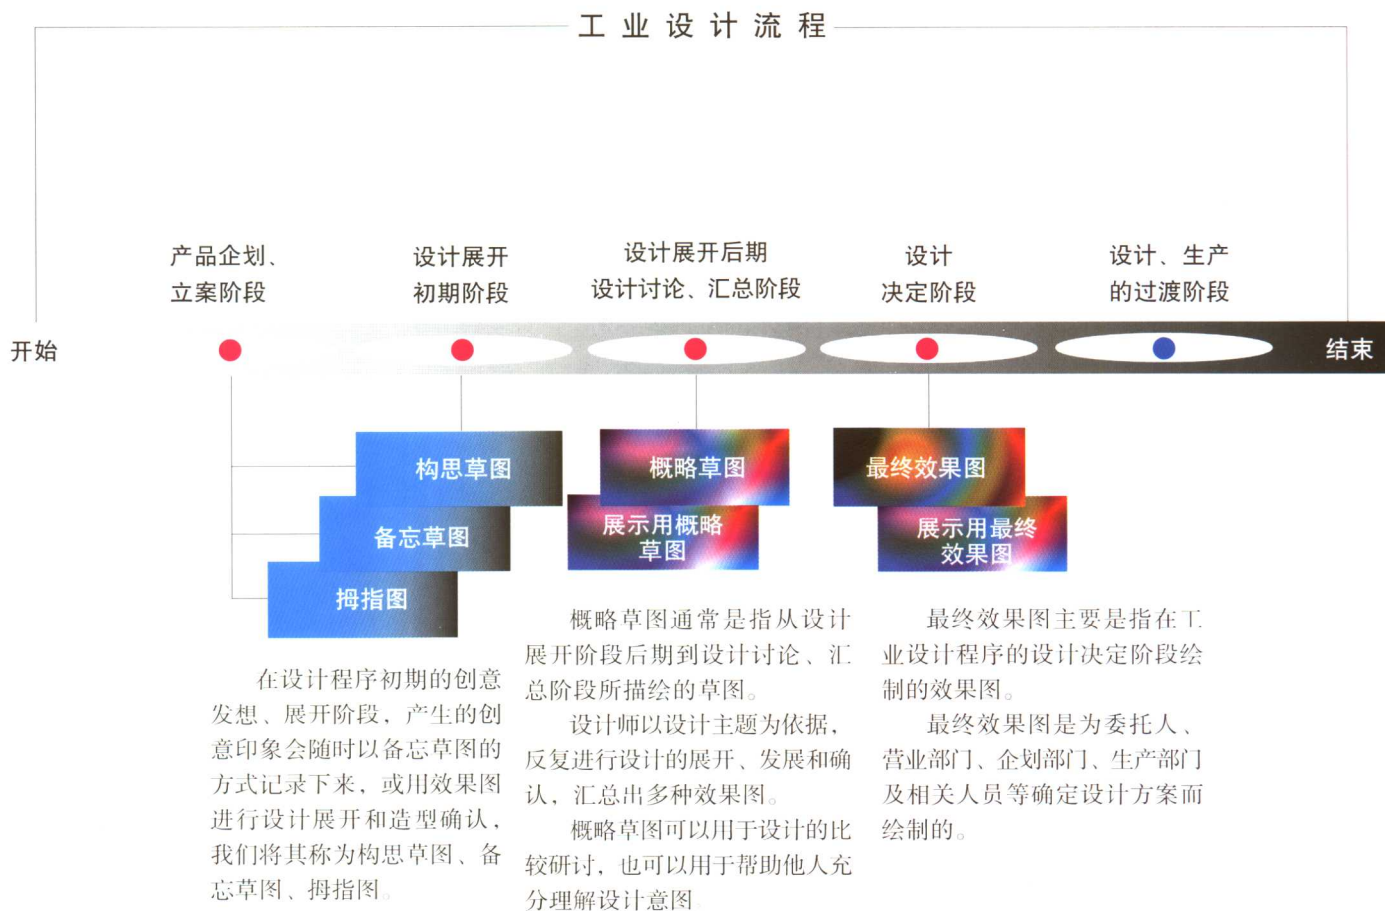 工业设计流程
产品企划、
立案阶段
设计展开
初期阶段
设计展开后期
设计讨论、汇总阶段
设计
决定阶段
设计、生产
的过渡阶段
开始
结束
构思草图
备忘草图
拇指图
概略草图
展示用概略
草图
最终效果图
展示用最终
效果图
在设计程序初期的创意
发想、展开阶段，产生的创
意印象会随时以备忘草图的
方式记录下来，或用效果图
进行设计展开和造型确认，
我们将其称为构思草图、备
忘草图、拇指图。
概略草图通常是指从设计
展开阶段后期到设计讨论、汇
总阶段所描绘的草图。
设计师以设计主题为依据，
反复进行设计的展开、发展和确
认，汇总出多种效果图。
概略草图可以用于设计的比
较研讨，也可以用于帮助他人充
分理解设计意图
最终效果图主要是指在工
业设计程序的设计决定阶段绘
制的效果图。
最终效果图是为委托人、
营业部门、企划部门、生产部门
及相关人员等确定设计方案而
绘制的。